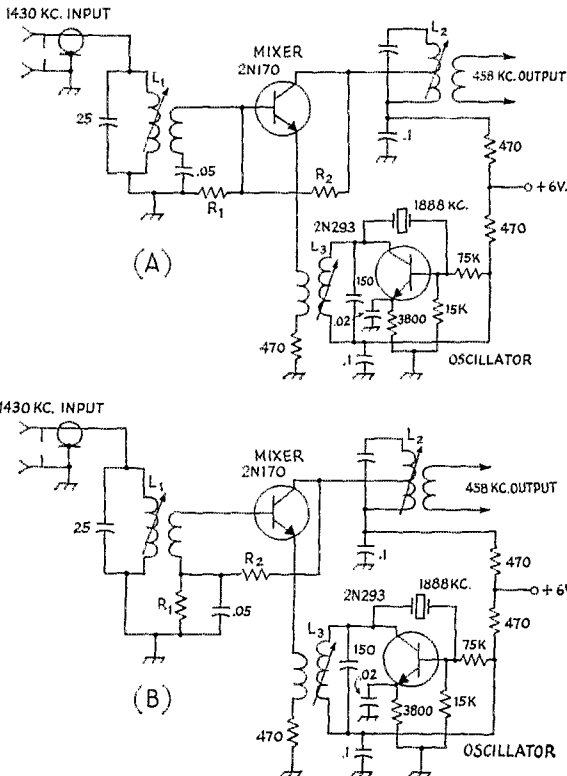 1430 KC. INPUT
L2
MIXER
2N170
458 KC. OUTPUT
L1
25
.1
470
.05
R2
+ 6V.
R1
2N293
1888 KC.
470
(A)
L3
75K
150
15K
.02
3800
470
.1
OSCILLATOR
1430 KC. INPUT
L2
MIXER
2N170
458 KC. OUTPUT
L1
25
.1
470
R2
+ 6V
R1
.05
2N293
1888 KC.
470
L3
75K
150
(B)
.02
15K
3800
470
.1
OSCILLATOR